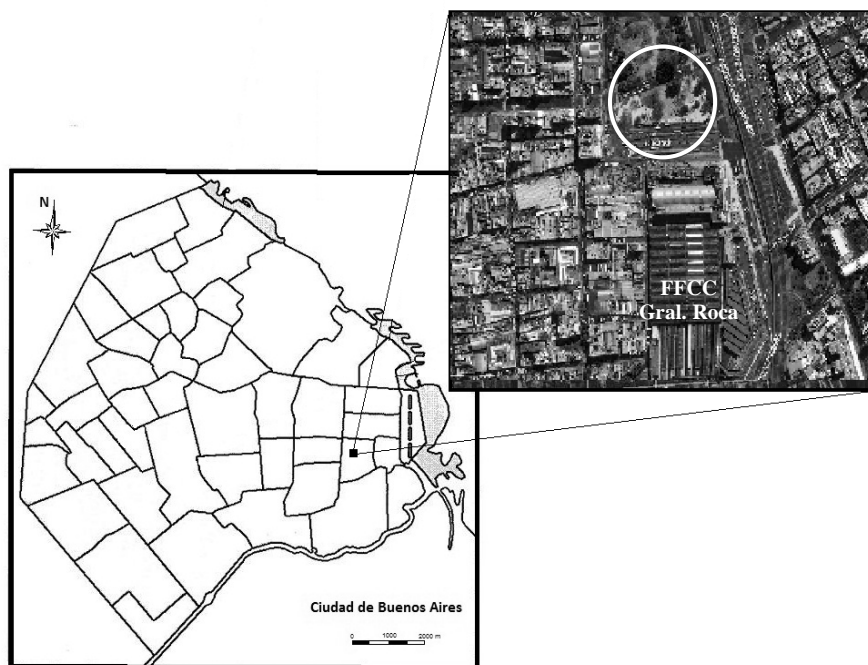 FFCC
Gral. Roca
N
Ciudad de Buenos Aires
0 1000 2000 m